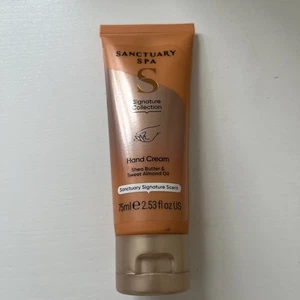 SANCTUARY
SPA
S
Signature
Collection
Hand Cream
Shea Butter &
Sweet Almond Oil
Sanctuary Signature Scent
75ml e 2.53 fl oz US